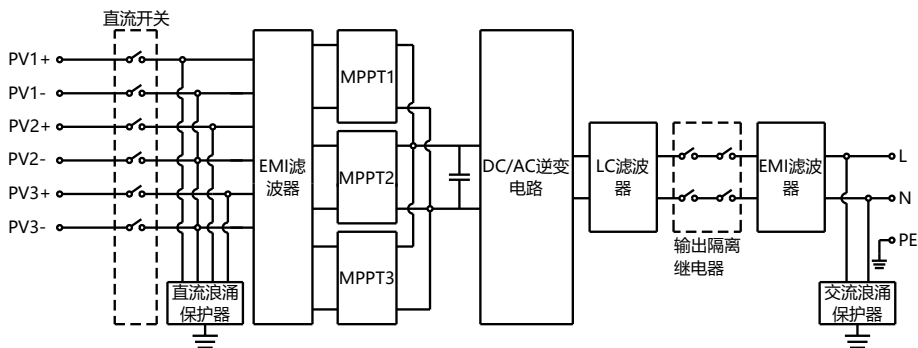 直流开关
PV1+
PV1-
PV2+
PV2-
PV3+
PV3-
直流浪涌
保护器
EMI滤
波器
MPPT1
MPPT2
MPPT3
DC/AC逆变
电路
LC滤波
器
输出隔离
继电器
EMI滤波
器
L
N
PE
交流浪涌
保护器